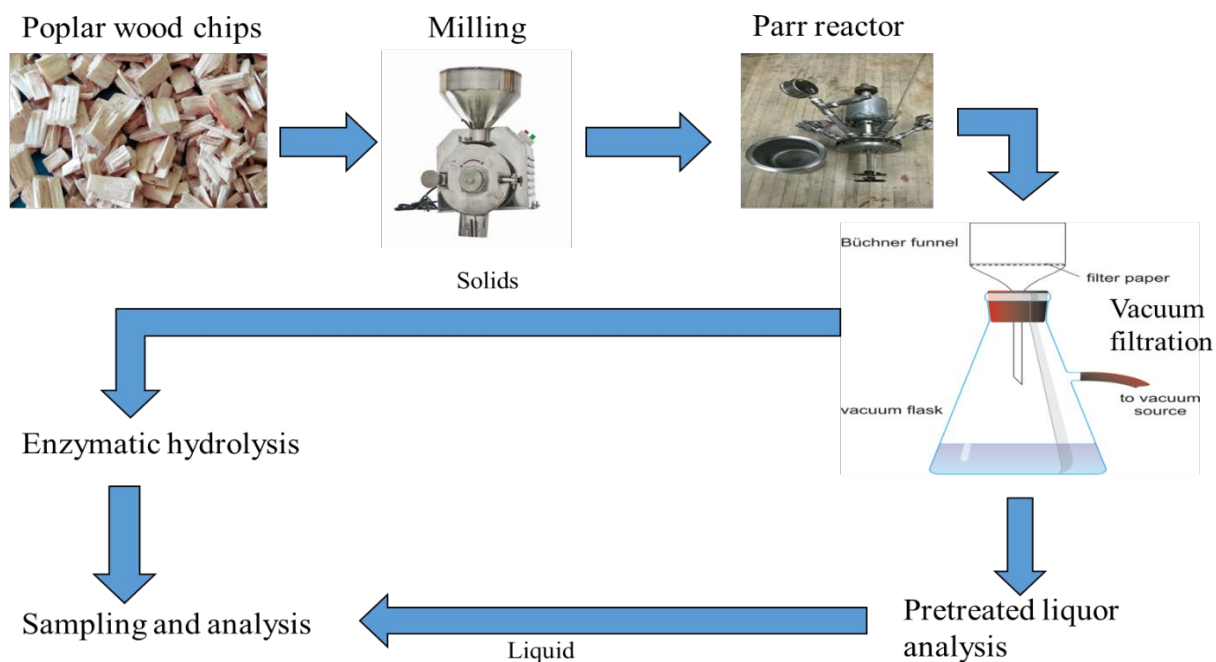 Poplar wood chips
Milling
Parr reactor
Büchner funnel
filter paper
Vacuum
filtration
Solids
to vacuum
source
vacuum flask
Enzymatic hydrolysis
Sampling and analysis
Liquid
Pretreated liquor
analysis